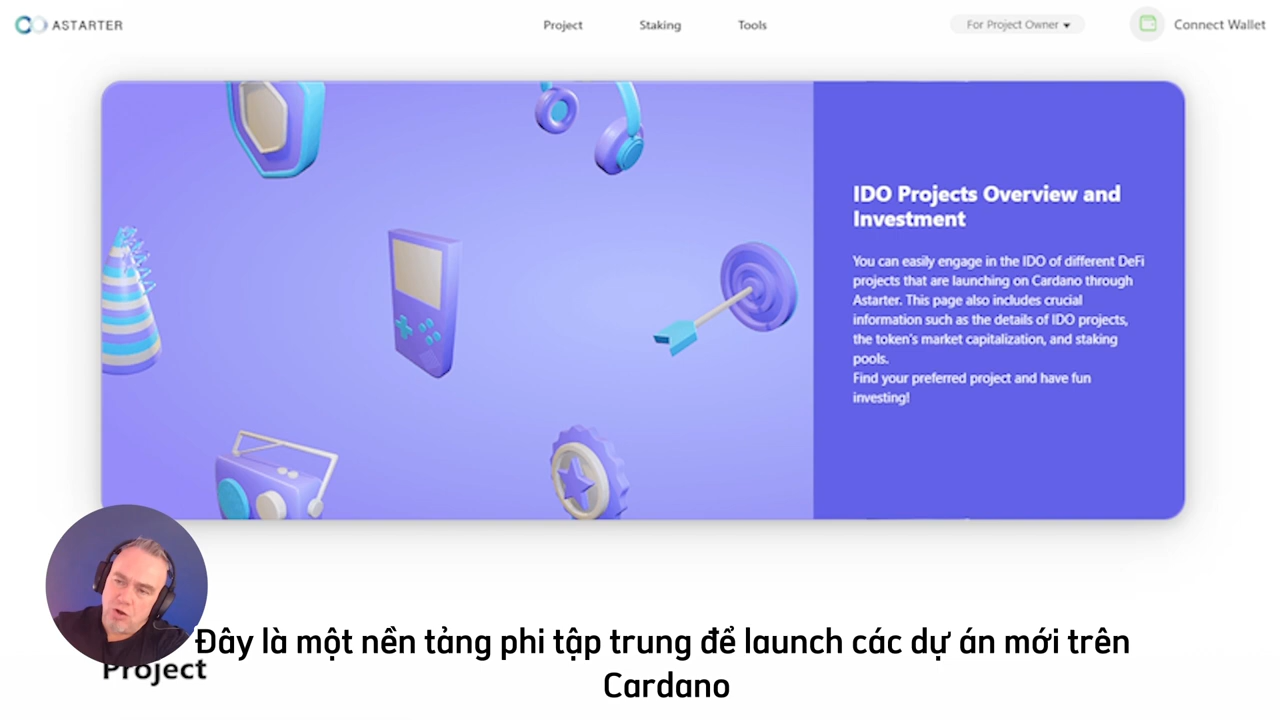 ASTARTER
Project
Staking
Tools
For Project Owner
Connect Wallet
IDO Projects Overview and
Investment
You can easily engage in the IDO of different DeFi
projects that are launching on Cardano through
Astarter. This page also includes crucial
information such as the details of IDO projects,
the token's market capitalization, and staking
pools.
Find your preferred project and have fun
investing!
Project
Đây là một nền tảng phi tập trung để launch các dự án mới trên
Cardano